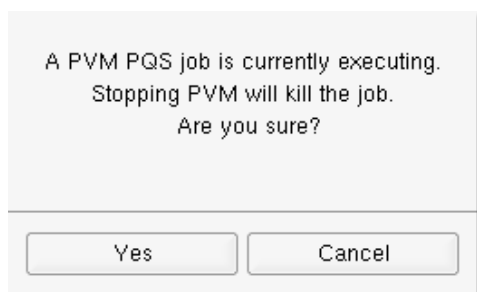 A PVM PQS job is currently executing.
Stopping PVM will kill the job.
Are you sure?
Yes
Cancel